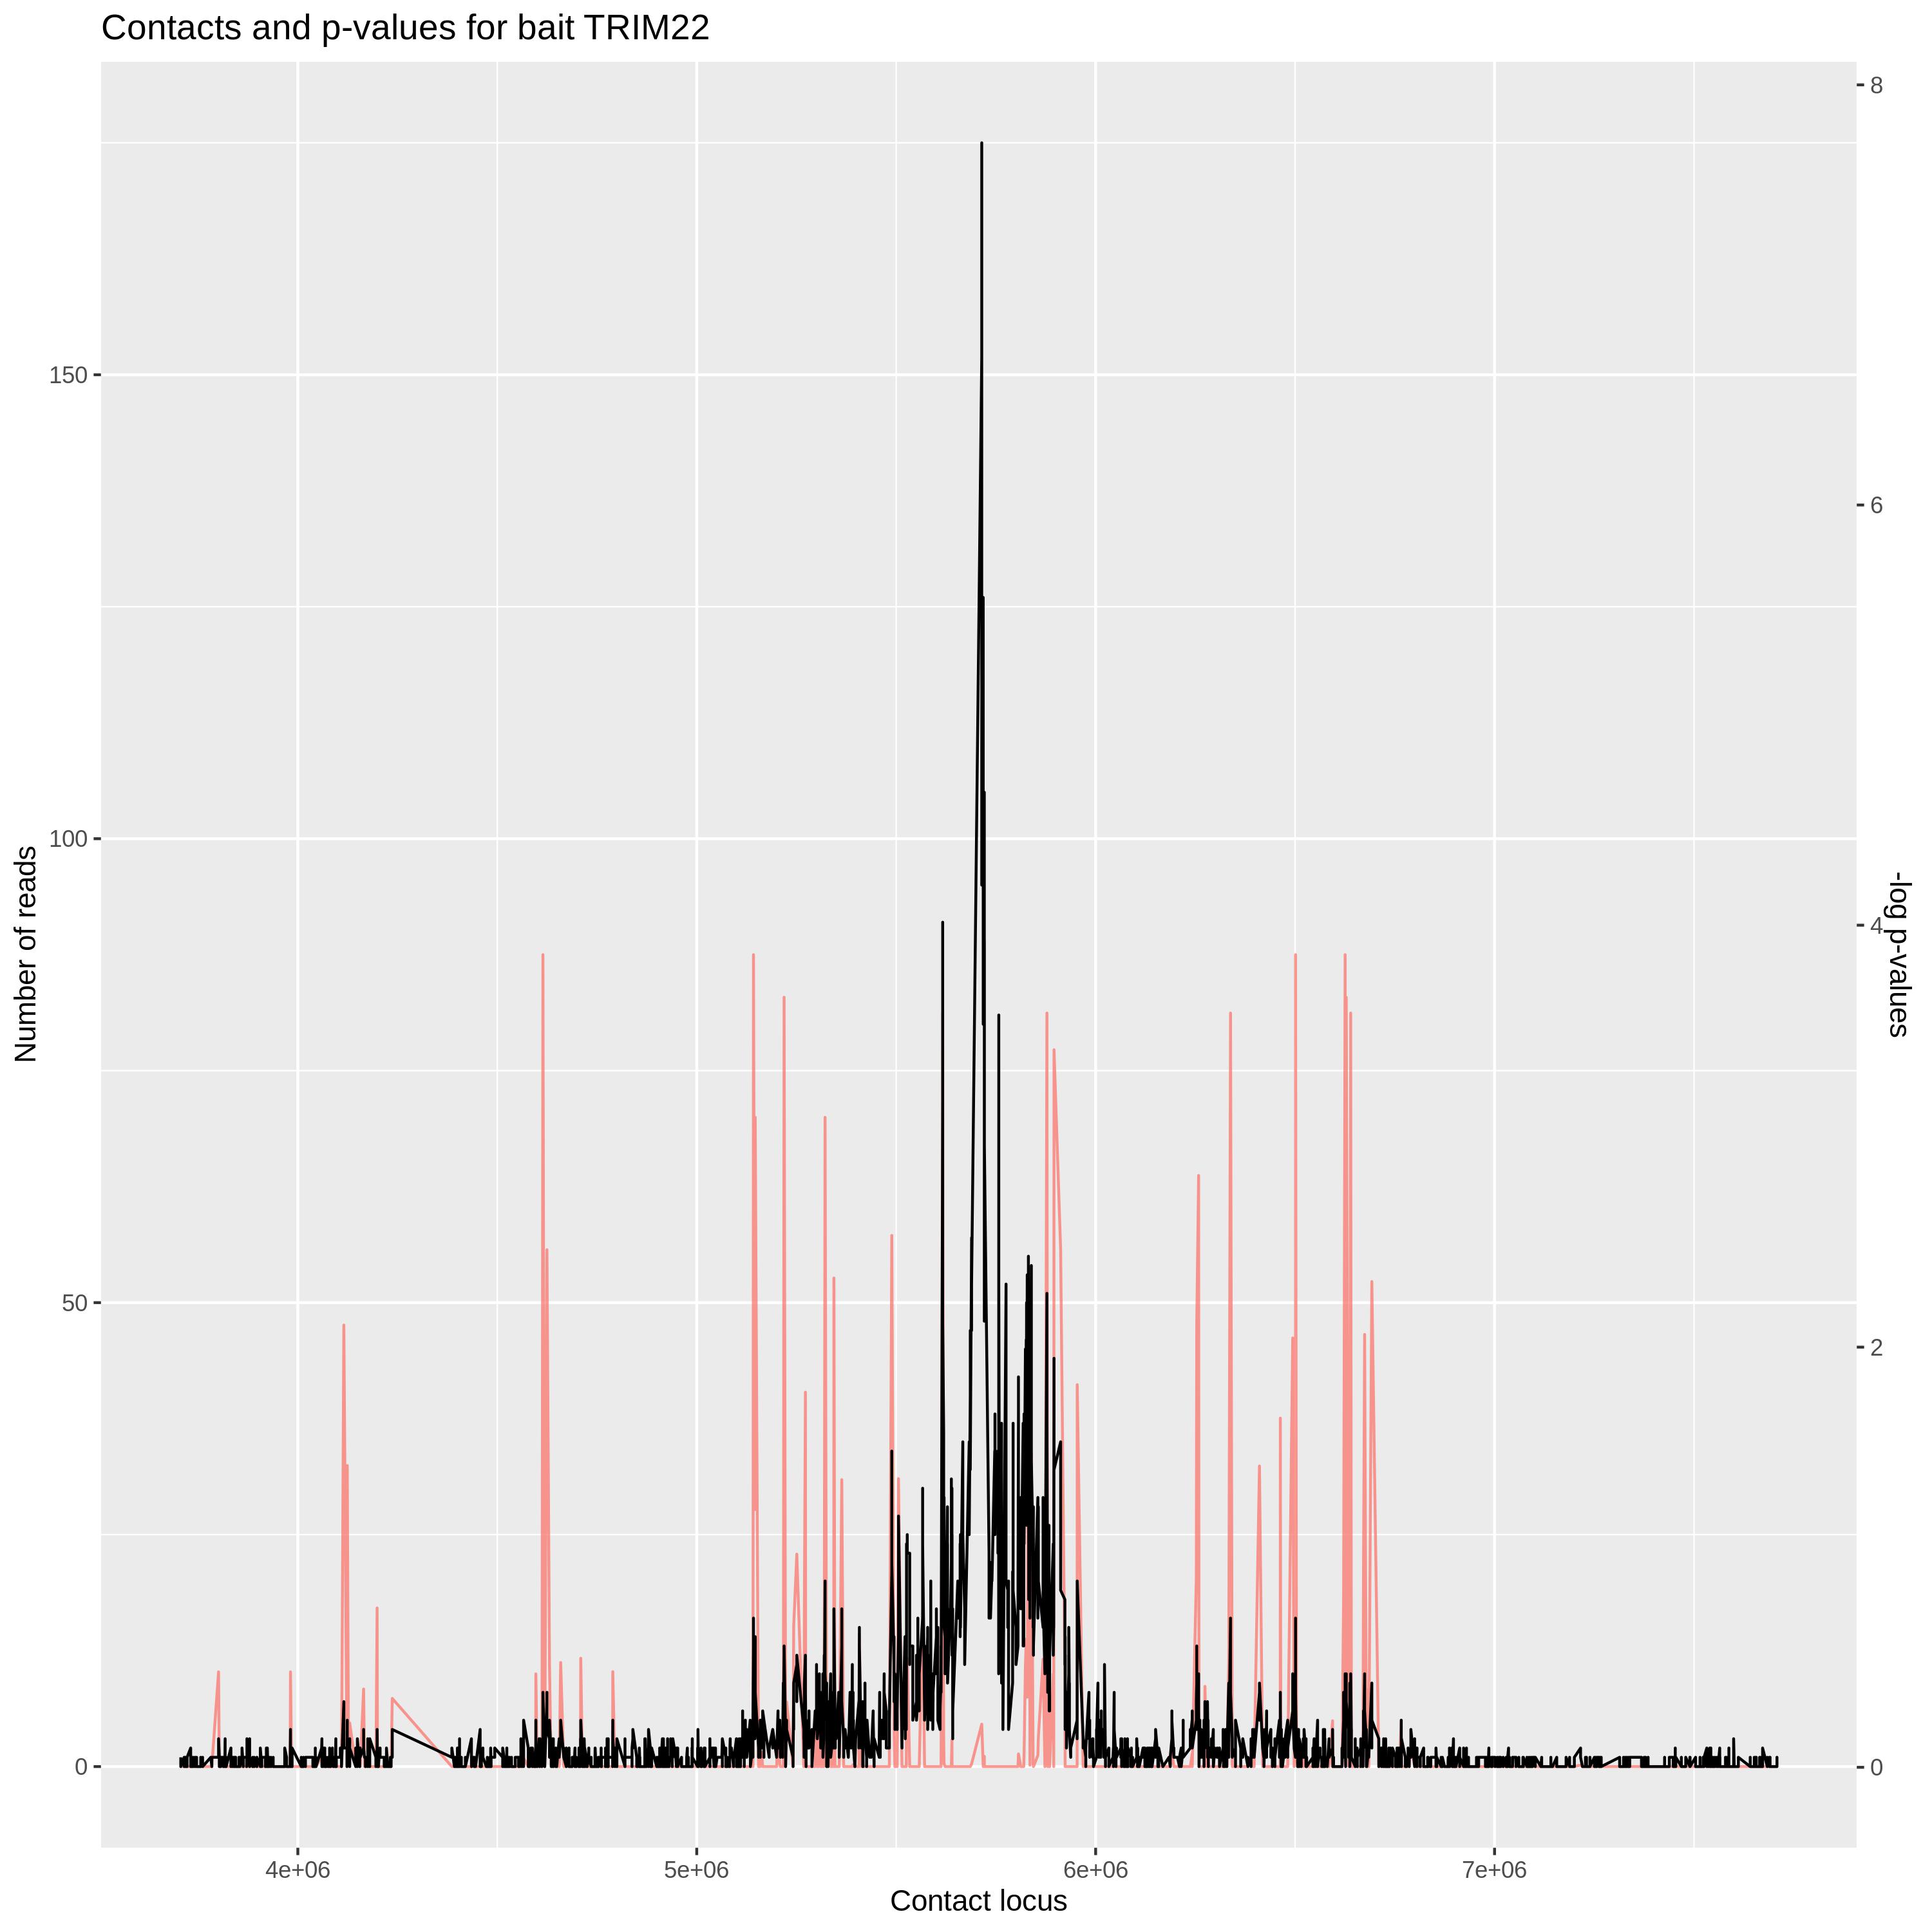 Contacts and p-values for bait TRIM22
8
150
6
100
4
Number of reads
-log p-values
50
2
0
0
4e+06 5e+06 6e+06 7e+06
Contact locus